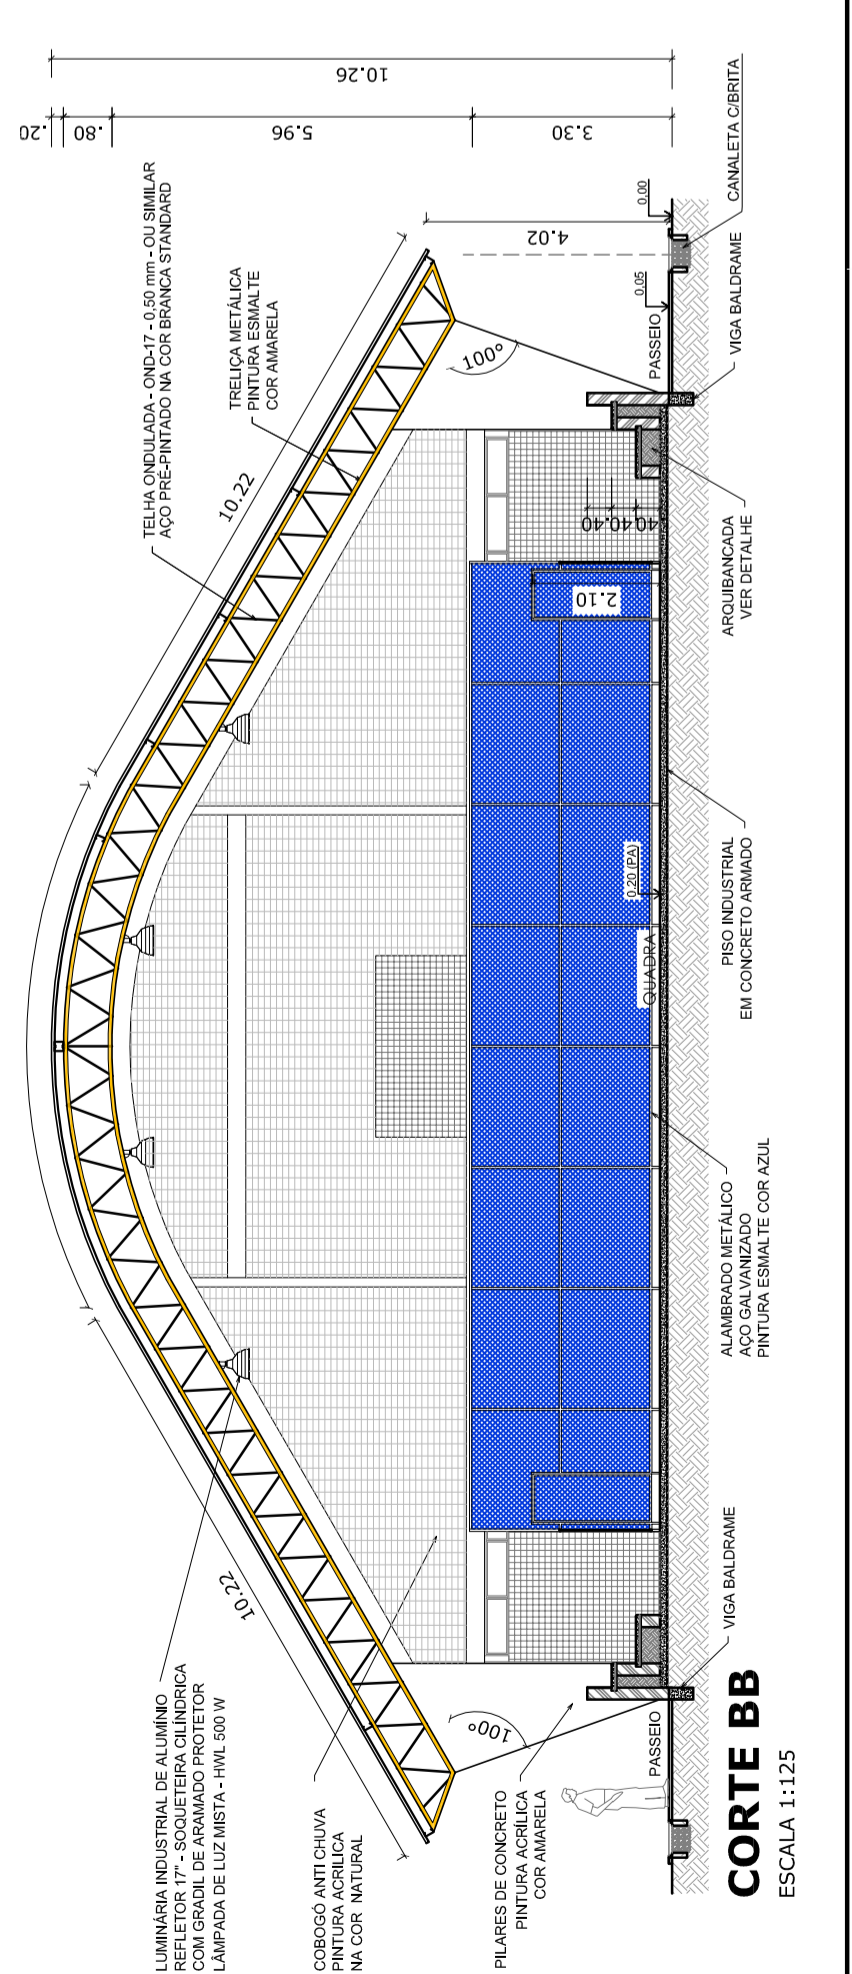 LUMINÁRIA INDUSTRIAL DE ALUMÍNIO
REFLETOR 17" - SOQUETEIRA CILÍNDRICA
COM GRADIL DE ARAMADO PROTETOR
LÂMPADA DE LUZ MISTA - HWL 500 W
COBOGÓ ANTI CHUVA
PINTURA ACRILICA
NA COR NATURAL
PILARES DE CONCRETO
PINTURA ACRÍLICA
COR AMARELA
TELHA ONDULADA - OND-17 - 0,50 mm - OU SIMILAR
AÇO PRÉ-PINTADO NA COR BRANCA STANDARD
TRELIÇA METÁLICA
PINTURA ESMALTE
COR AMARELA
10.22
10.22
100°
100°
.20
.80
5.96
3.30
10.26
4.02
0,00
0,05
2.10
40
.40
40
40
0.20 (PA)
QUADRA
PASSEIO
PASSEIO
CANALETA C/BRITA
VIGA BALDRAME
VIGA BALDRAME
ARQUIBANCADA
VER DETALHE
PISO INDUSTRIAL
EM CONCRETO ARMADO
ALAMBRADO METÁLICO
AÇO GALVANIZADO
PINTURA ESMALTE COR AZUL
CORTE BB
ESCALA 1:125